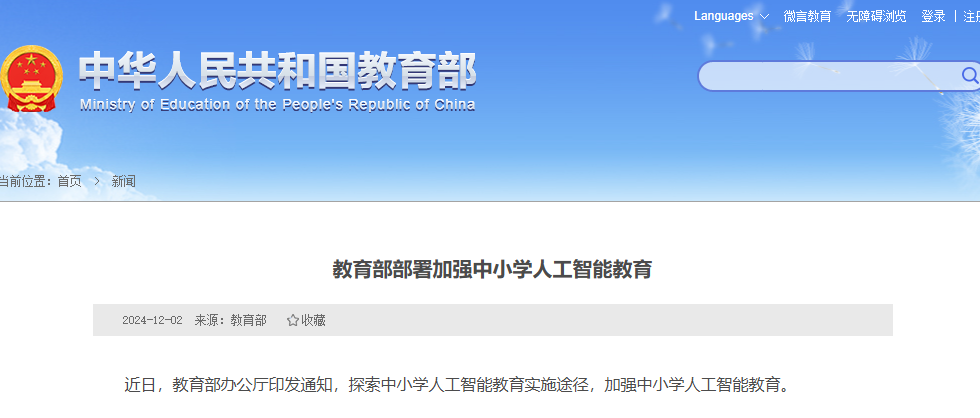 Languages 微言教育 无障碍浏览 登录 | 注
中华人民共和国教育部
Ministry of Education of the People's Republic of China
当前位置：首页 > 新闻
教育部部署加强中小学人工智能教育
2024-12-02 来源：教育部 ☆收藏
近日，教育部办公厅印发通知，探索中小学人工智能教育实施途径，加强中小学人工智能教育。